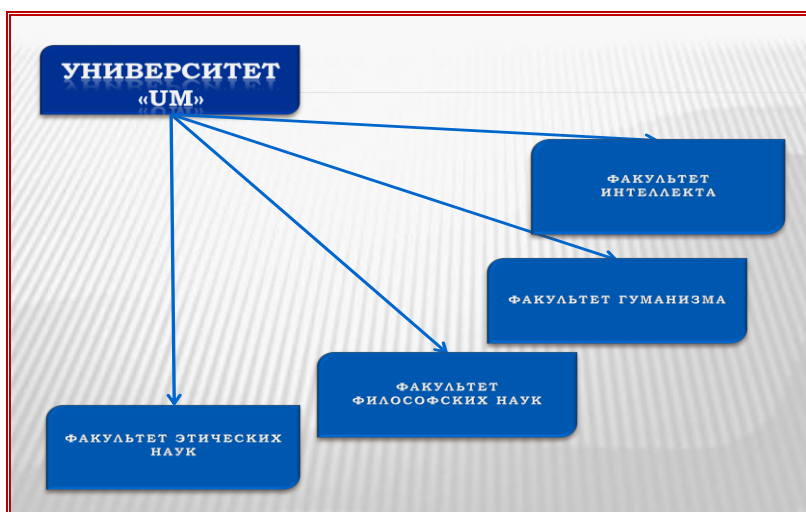 УНИВЕРСИТЕТ
«UM»
ФАКУЛЬТЕТ
ИНТЕЛЛЕКТА
ФАКУЛЬТЕТ ГУМАНИЗМА
ФАКУЛЬТЕТ
ФИЛОСОФСКИХ НАУК
ФАКУЛЬТЕТ ЭТИЧЕСКИХ
НАУК